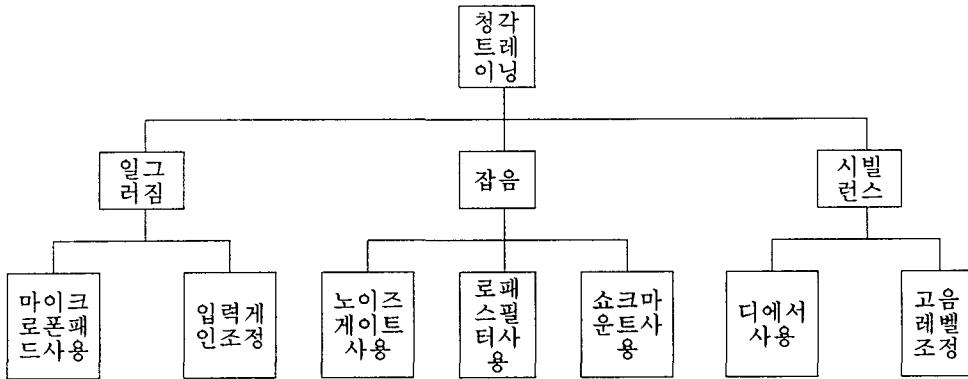 청각
트레
이닝
일그
러짐
잡음
시빌
런스
마이크
로폰패
드사용
입력게
인조정
노이즈
게이트
사용
로패
스필
터사
용
쇼크마
운트사
용
디에서
사용
고음
레벨
조정